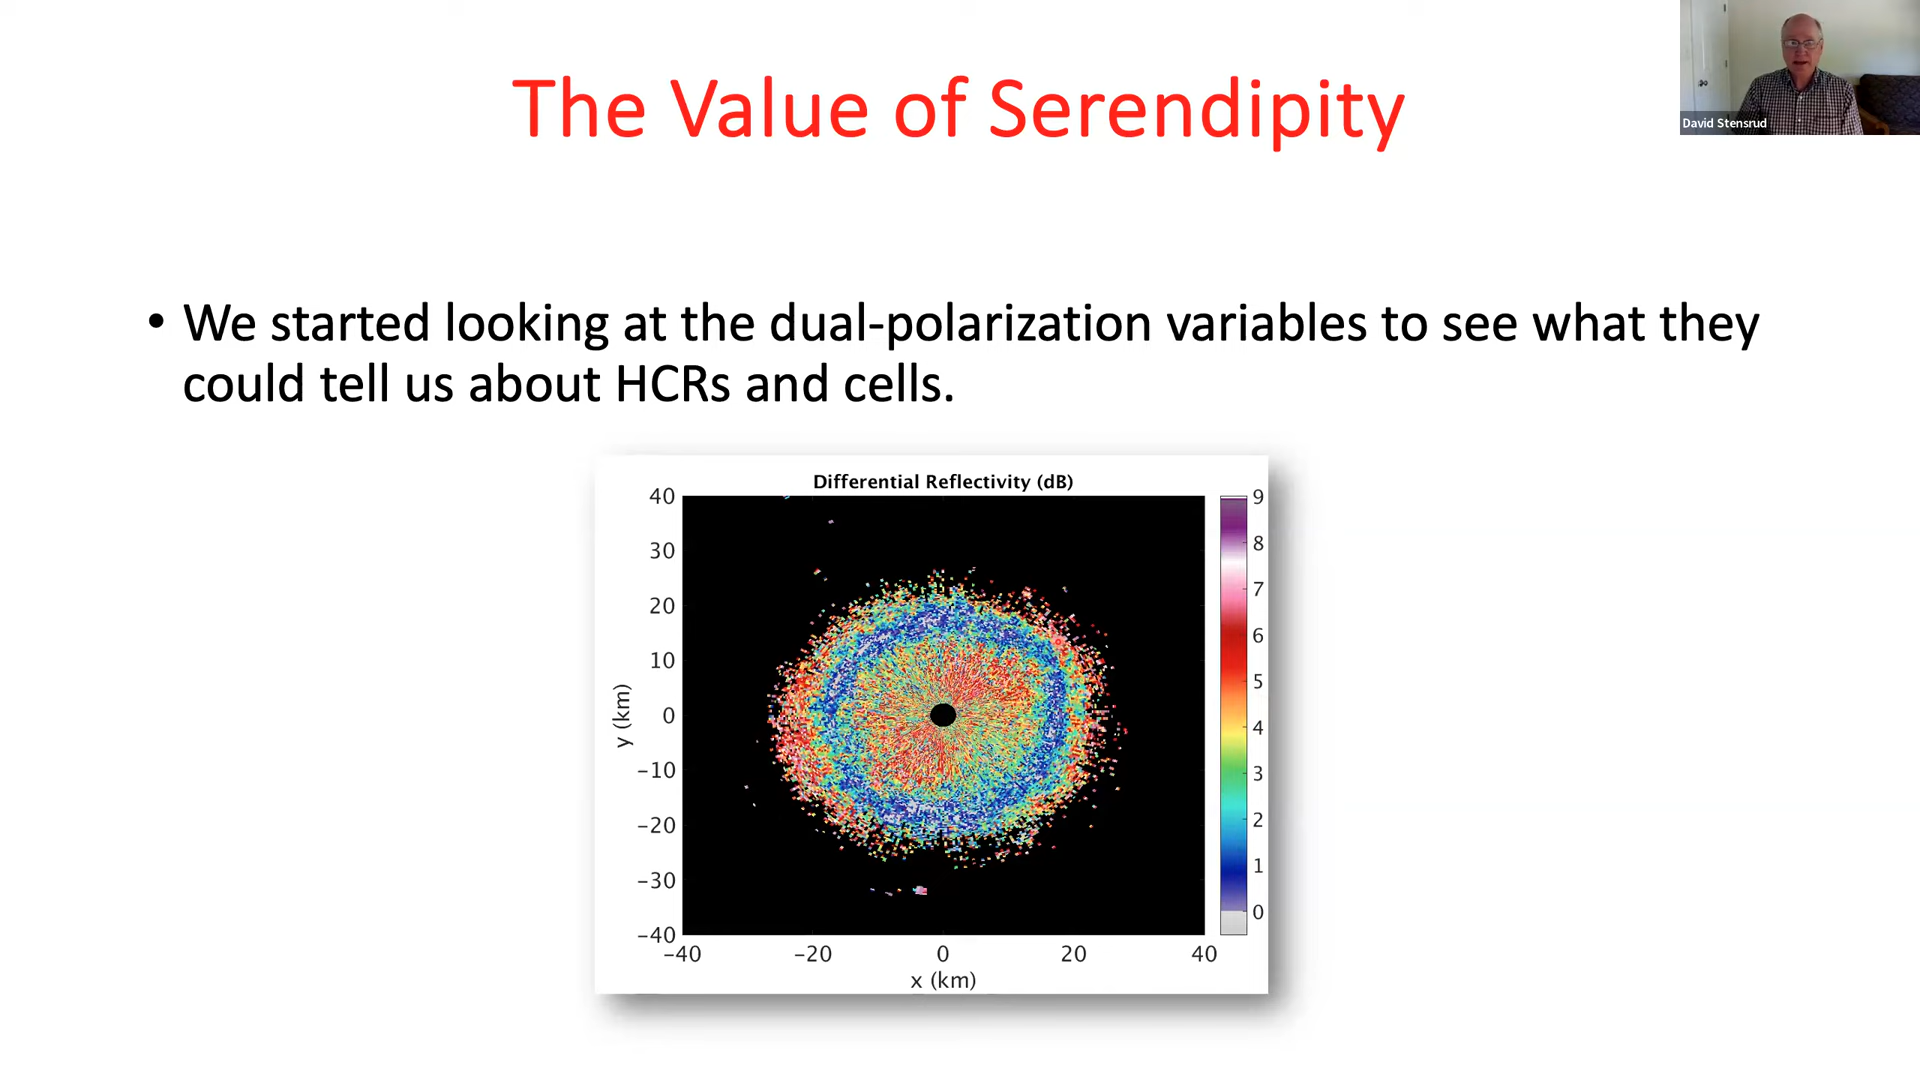 The Value of Serendipity
David Stensrud
• We started looking at the dual-polarization variables to see what they
could tell us about HCRs and cells.
Differential Reflectivity (dB)
40
30
20
10
0
−10
−20
−30
−40
y (km)
−40 −20 0 20 40
x (km)
9
8
7
6
5
4
3
2
1
0